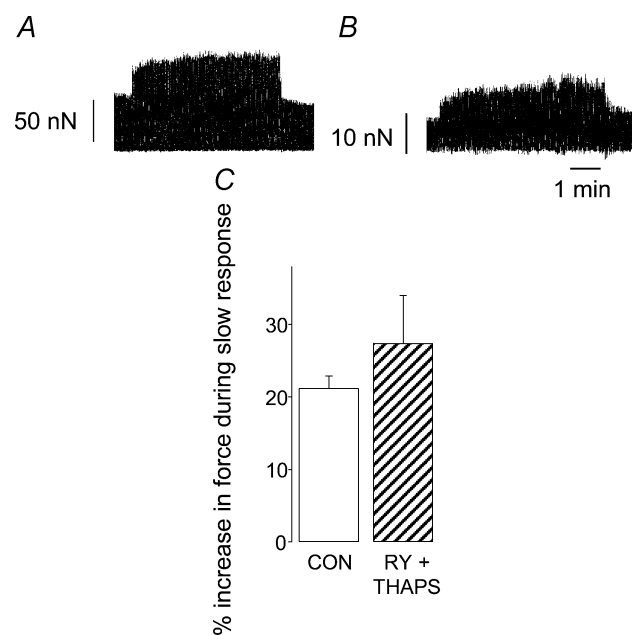 A
B
50 nN
10 nN
1 min
C
% increase in force during slow response
30
20
10
0
CON
RY +
THAPS